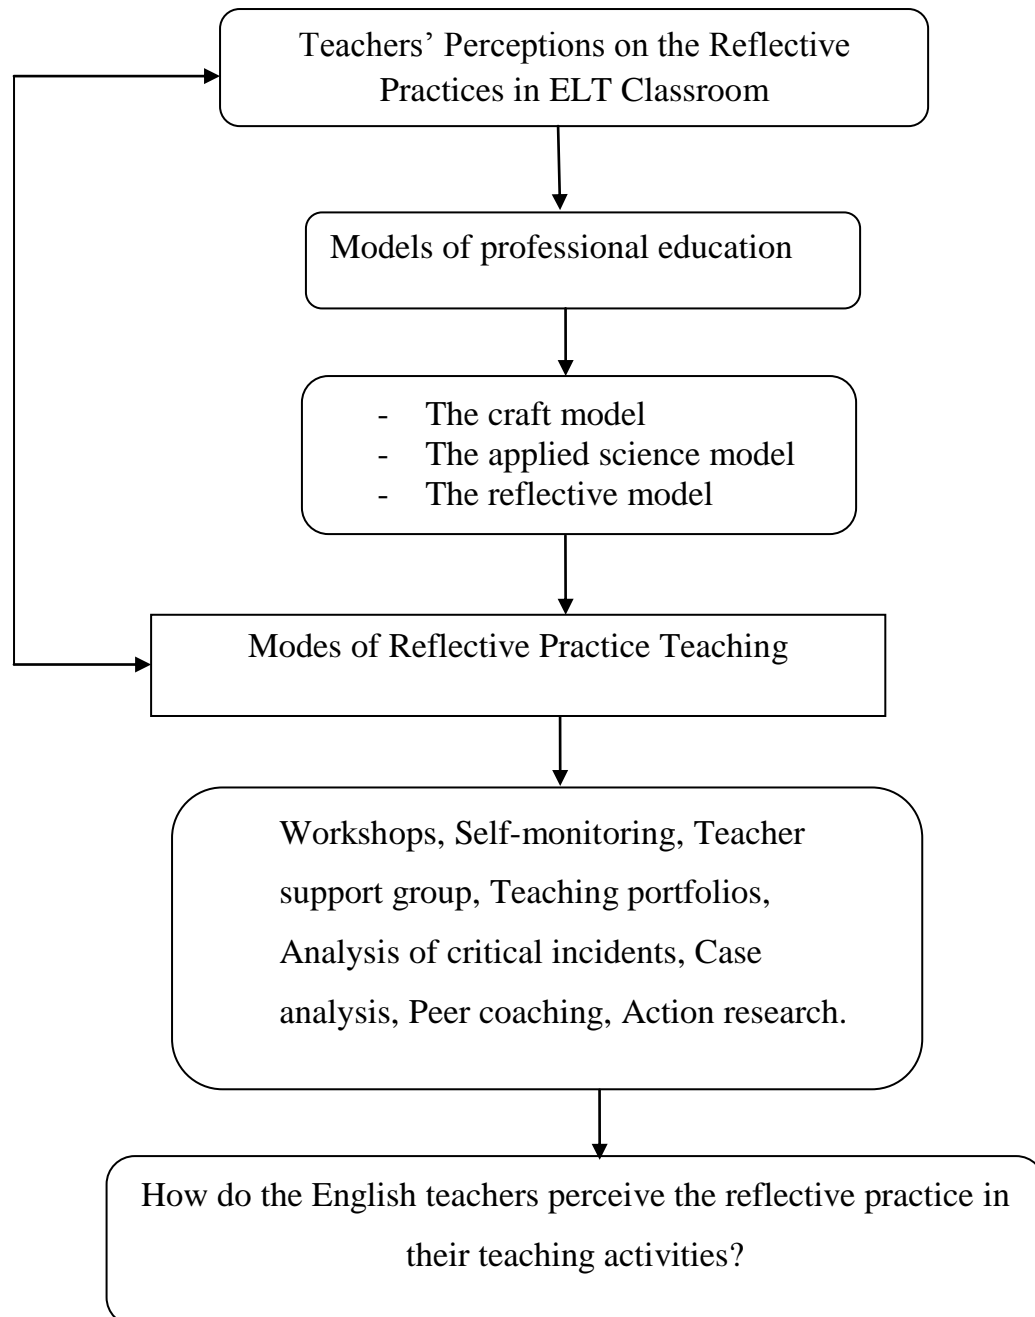 Teachers’ Perceptions on the Reflective
Practices in ELT Classroom
Models of professional education
- The craft model
- The applied science model
- The reflective model
Modes of Reflective Practice Teaching
Workshops, Self-monitoring, Teacher
support group, Teaching portfolios,
Analysis of critical incidents, Case
analysis, Peer coaching, Action research.
How do the English teachers perceive the reflective practice in
their teaching activities?